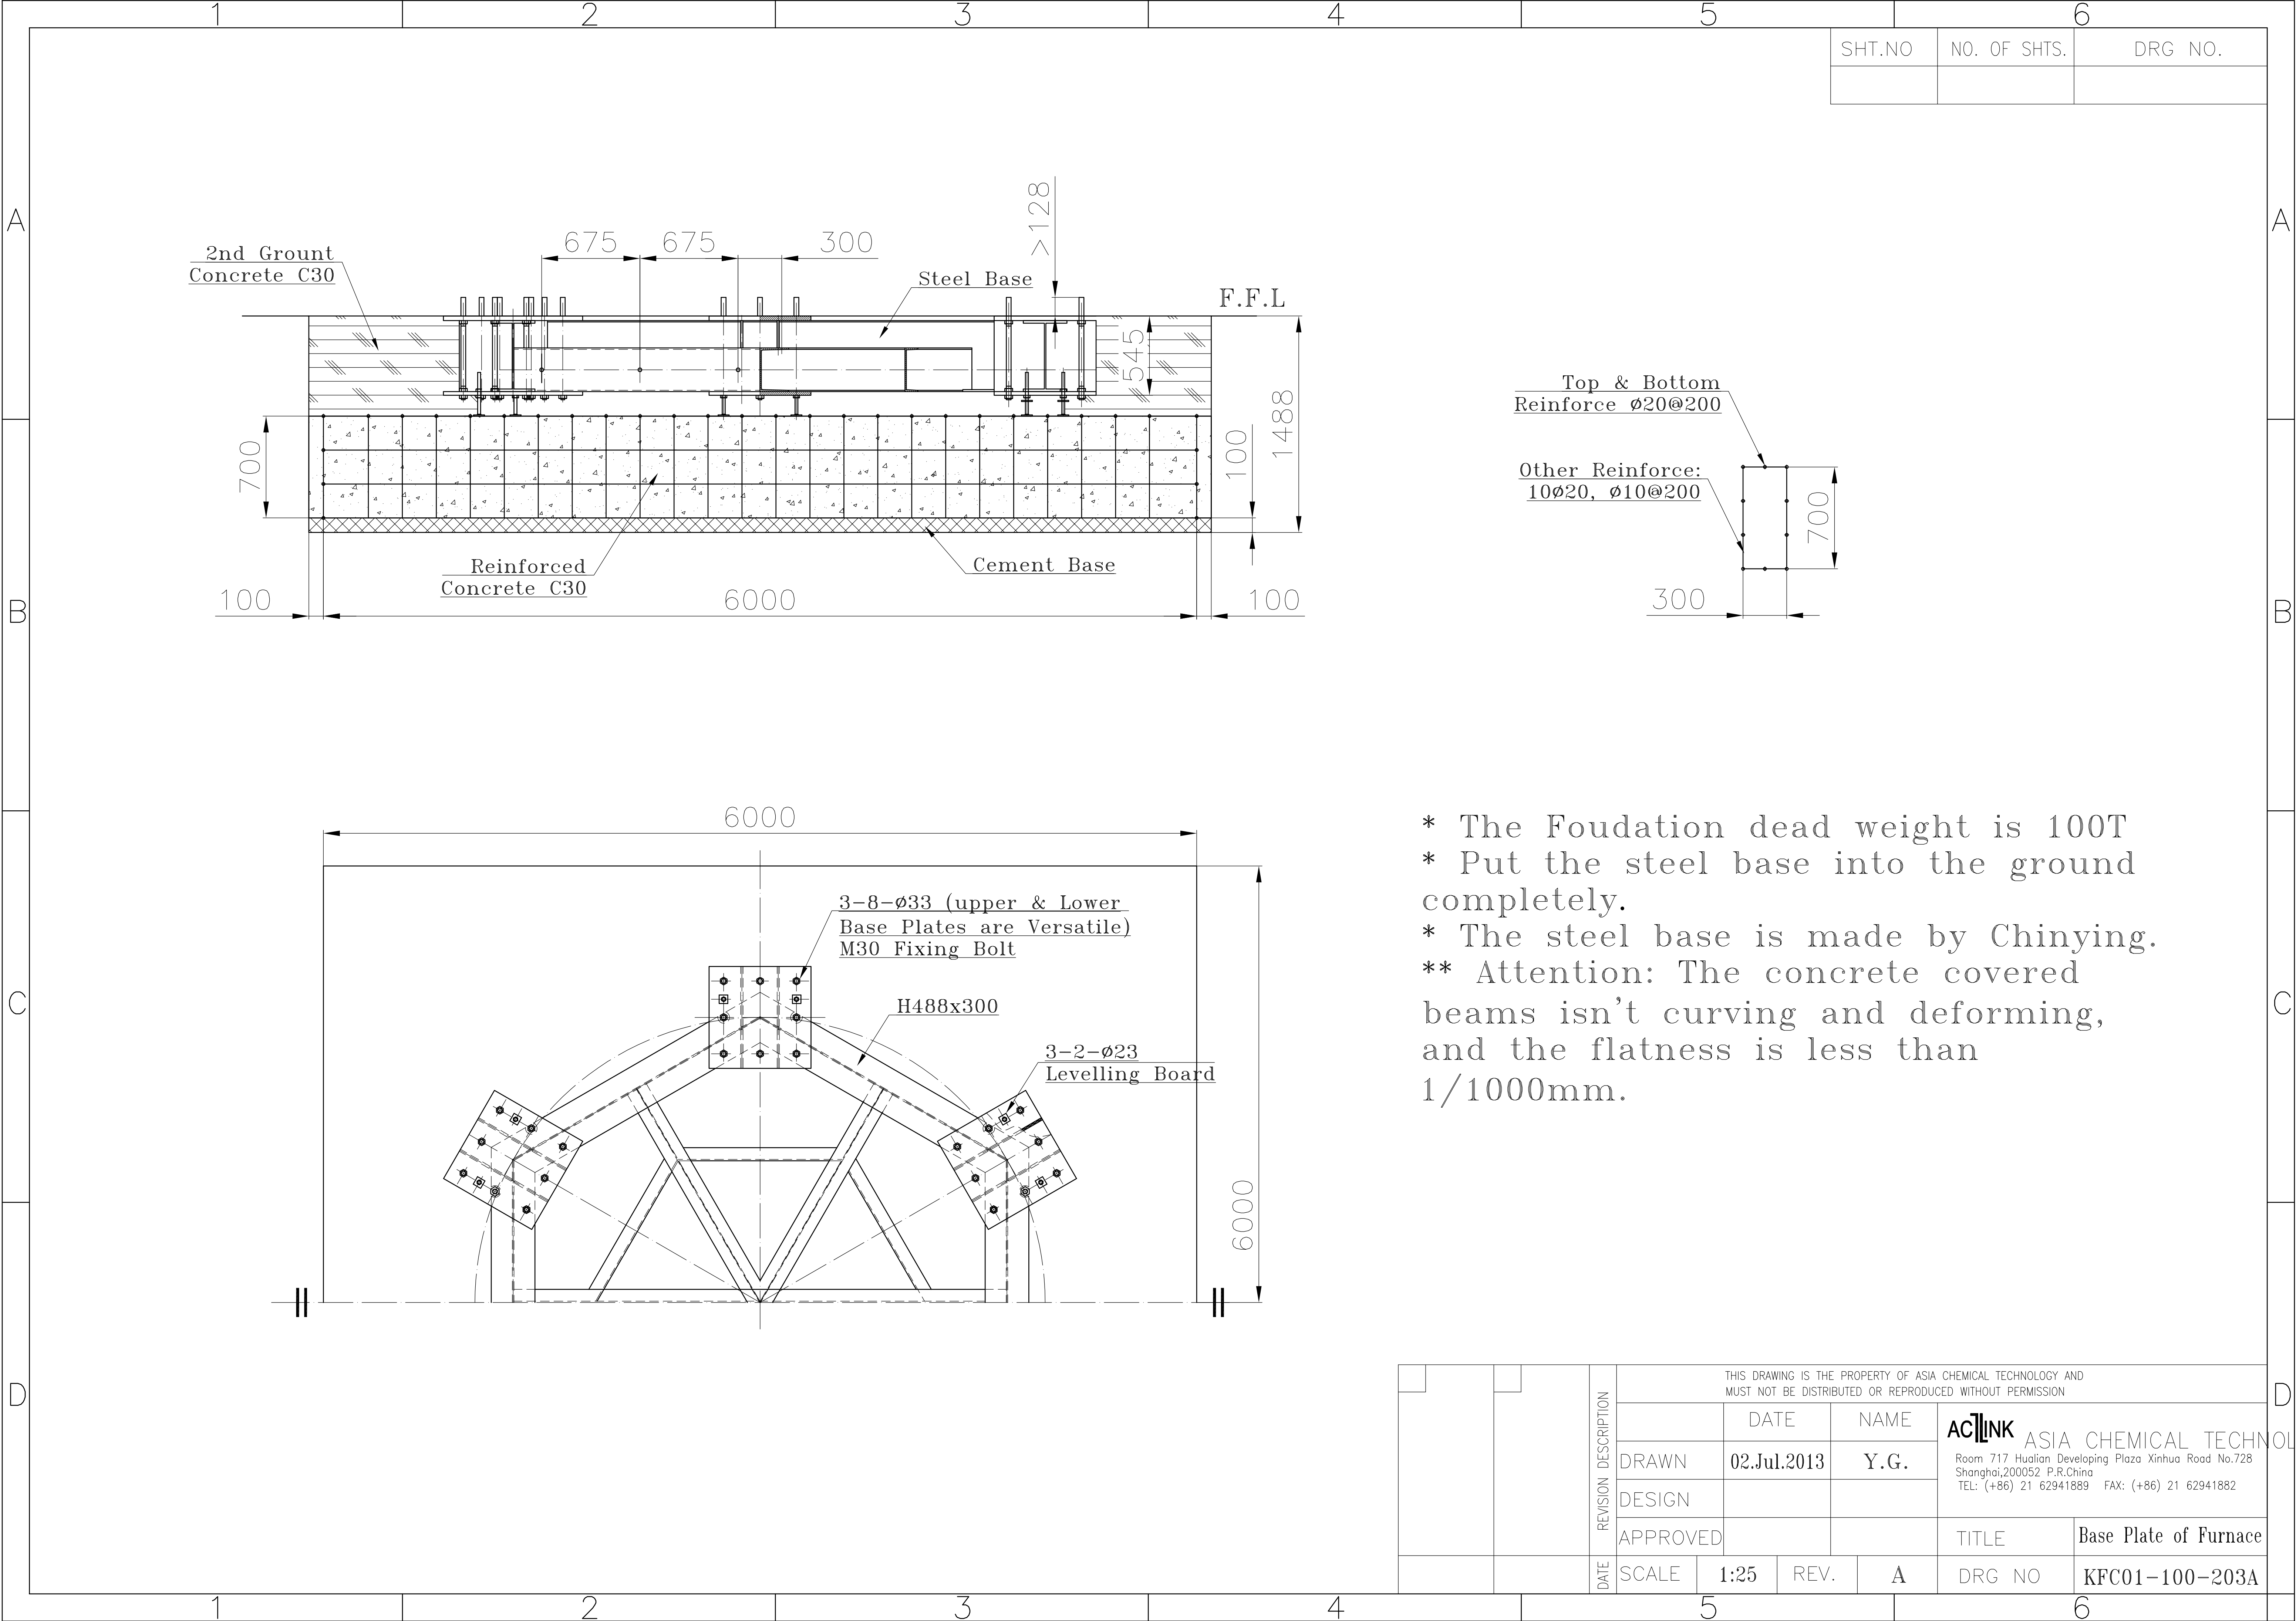 1 2 3 4 5 6
SHT.NO NO. OF SHTS. DRG NO.
A A
>128
675 675 300
2nd Grount
Concrete C30
Steel Base
F.F.L
545
1488
700
100
Reinforced
Concrete C30
Cement Base
100 6000 100
Top & Bottom
Reinforce Ø20@200
Other Reinforce:
10Ø20, Ø10@200
700
300
B B
6000
3-8-Ø33 (upper & Lower
Base Plates are Versatile)
M30 Fixing Bolt
H488x300
3-2-Ø23
Levelling Board
6000
* The Foudation dead weight is 100T
* Put the steel base into the ground
completely.
* The steel base is made by Chinying.
** Attention: The concrete covered
beams isn't curving and deforming,
and the flatness is less than
1/1000mm.
C C
D D
THIS DRAWING IS THE PROPERTY OF ASIA CHEMICAL TECHNOLOGY AND
MUST NOT BE DISTRIBUTED OR REPRODUCED WITHOUT PERMISSION
REVISION DESCRIPTION
DATE
DATE NAME
DRAWN 02.Jul.2013 Y.G.
DESIGN
APPROVED
SCALE 1:25 REV. A
ACTLINK ASIA CHEMICAL TECHNOL
Room 717 Hualian Developing Plaza Xinhua Road No.728
Shanghai,200052 P.R.China
TEL: (+86) 21 62941889 FAX: (+86) 21 62941882
TITLE Base Plate of Furnace
DRG NO KFC01-100-203A
1 2 3 4 5 6